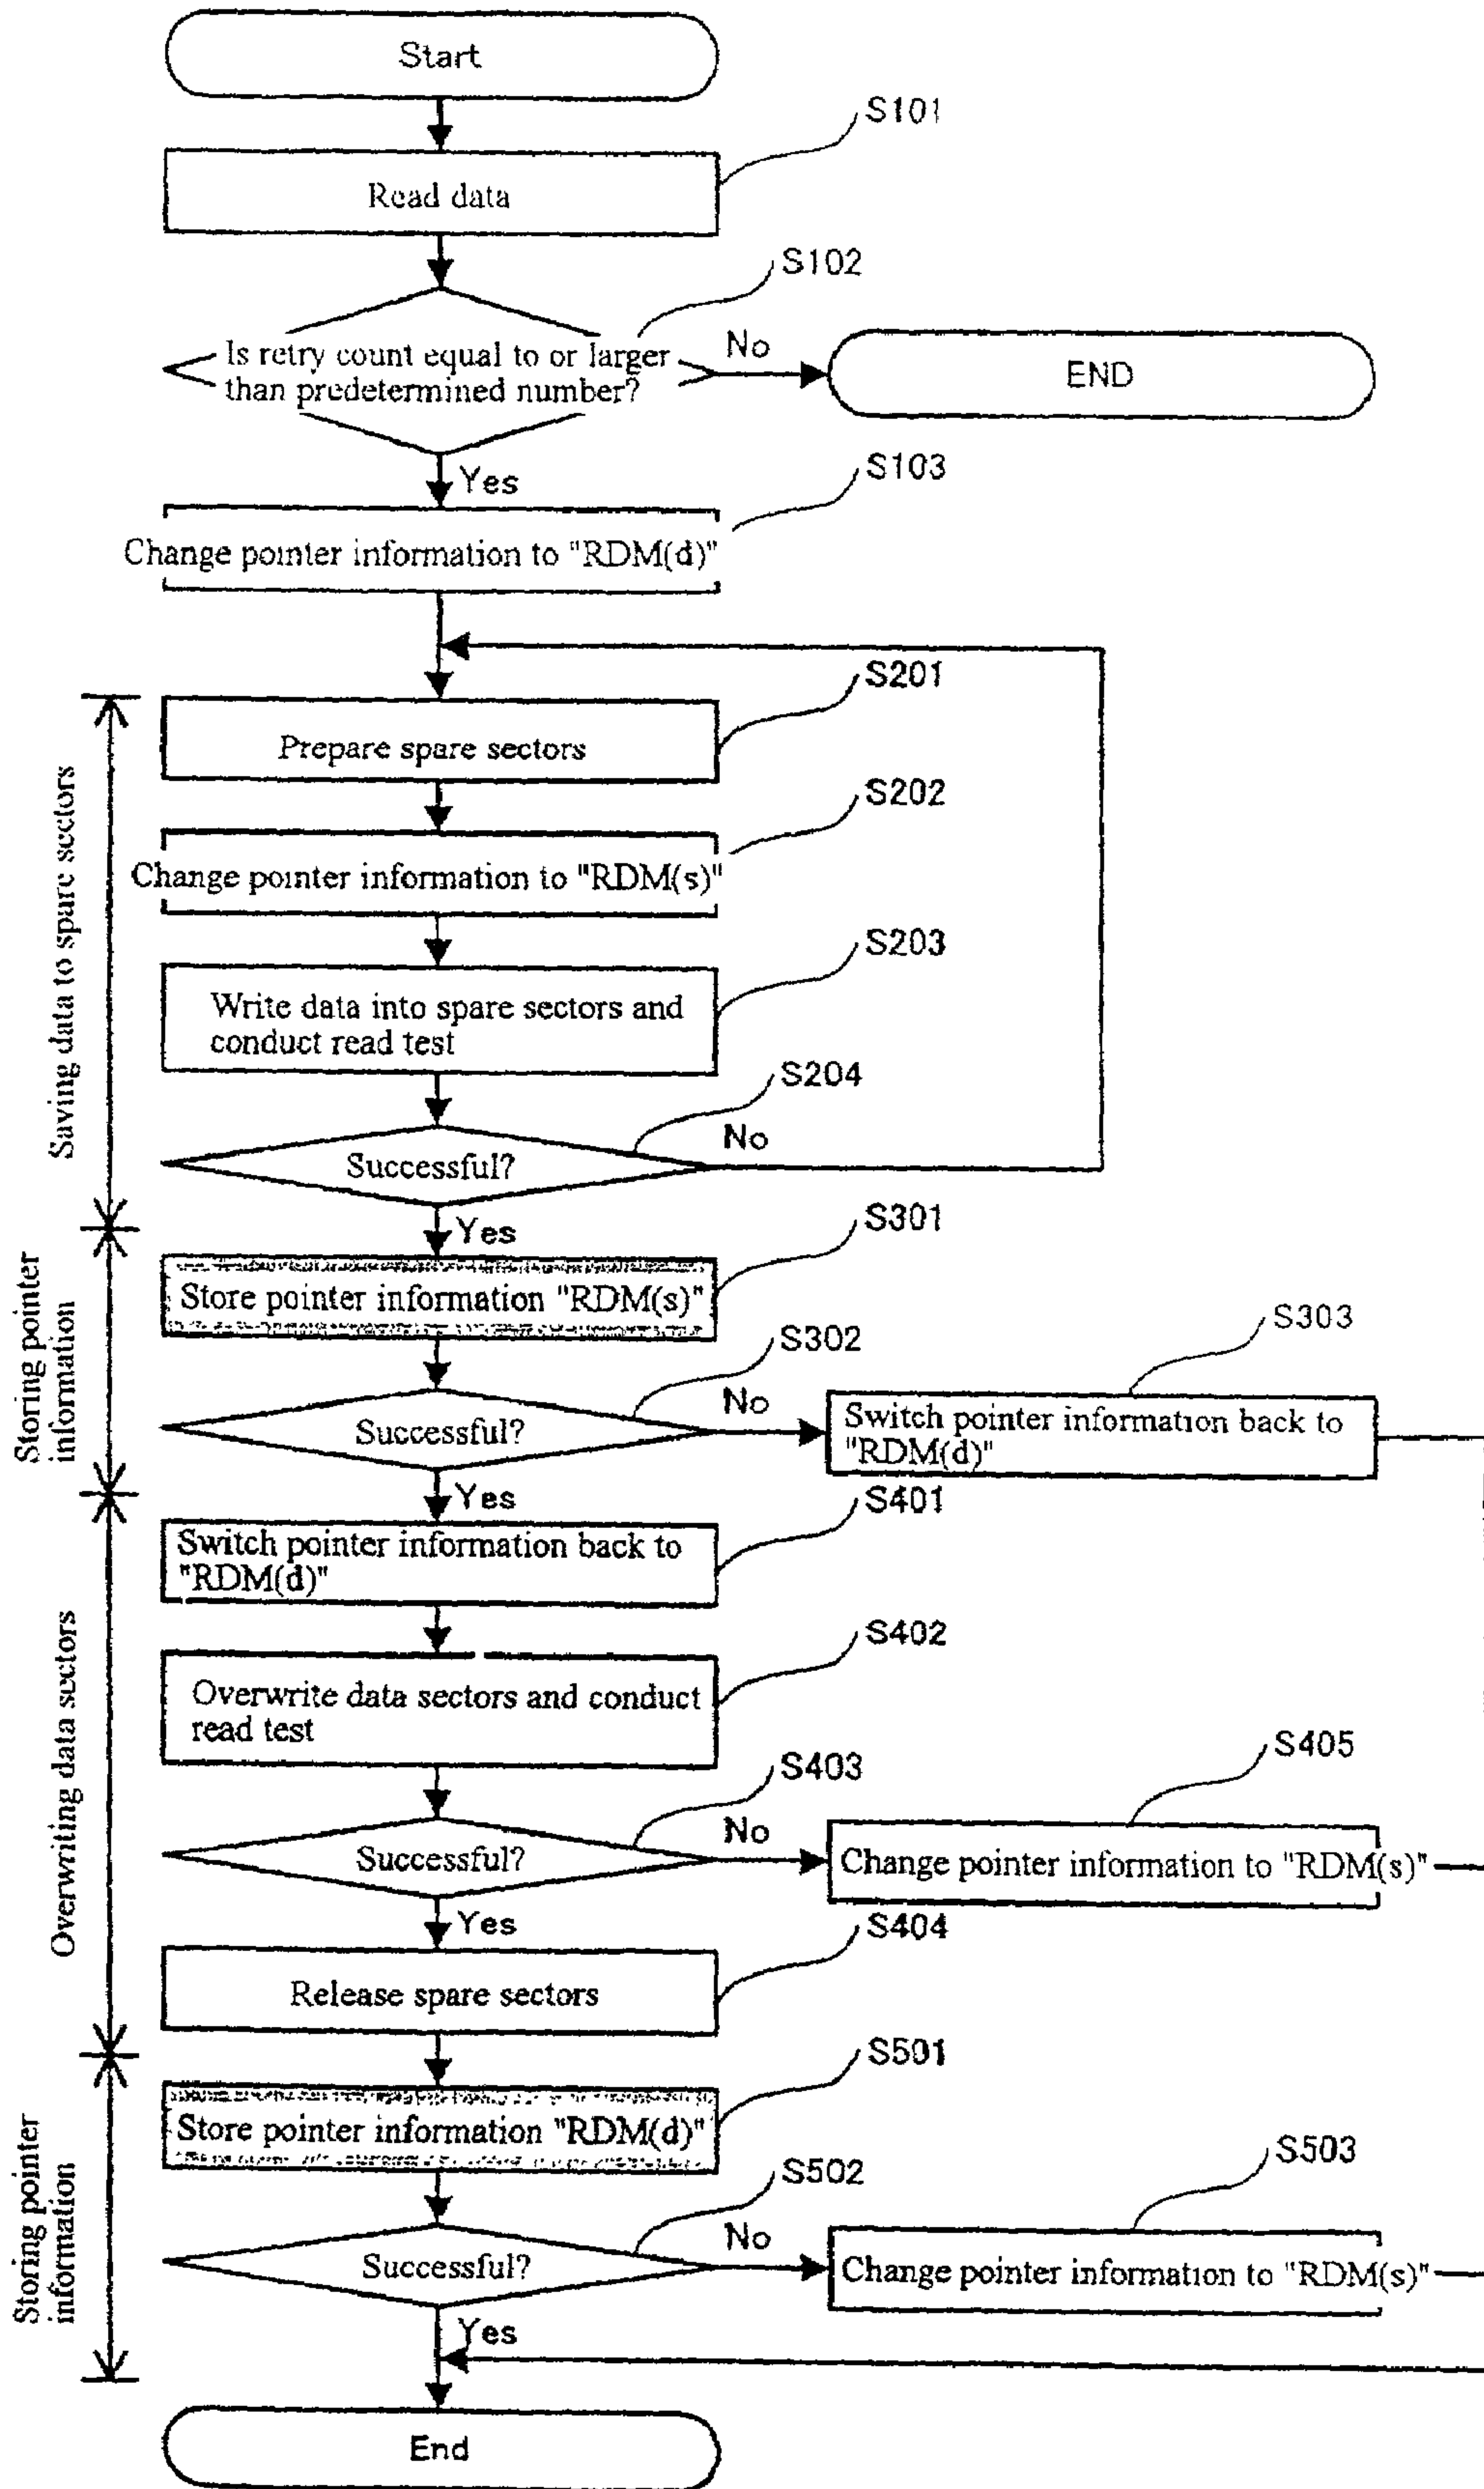 Start
S101
Read data
S102
Is retry count equal to or larger
than predetermined number?
No
END
Yes
S103
Change pointer information to "RDM(d)"
S201
Prepare spare sectors
S202
Change pointer information to "RDM(s)"
S203
Write data into spare sectors and
conduct read test
S204
Successful?
No
Saving data to spare sectors
Yes
S301
Store pointer information "RDM(s)"
S302
Successful?
No
S303
Switch pointer information back to
"RDM(d)"
Storing pointer
information
Yes
S401
Switch pointer information back to
"RDM(d)"
S402
Overwrite data sectors and conduct
read test
S403
Successful?
No
S405
Change pointer information to "RDM(s)"
Yes
S404
Release spare sectors
Overwriting data sectors
S501
Store pointer information "RDM(d)"
S502
Successful?
No
S503
Change pointer information to "RDM(s)"
Yes
Storing pointer
information
End